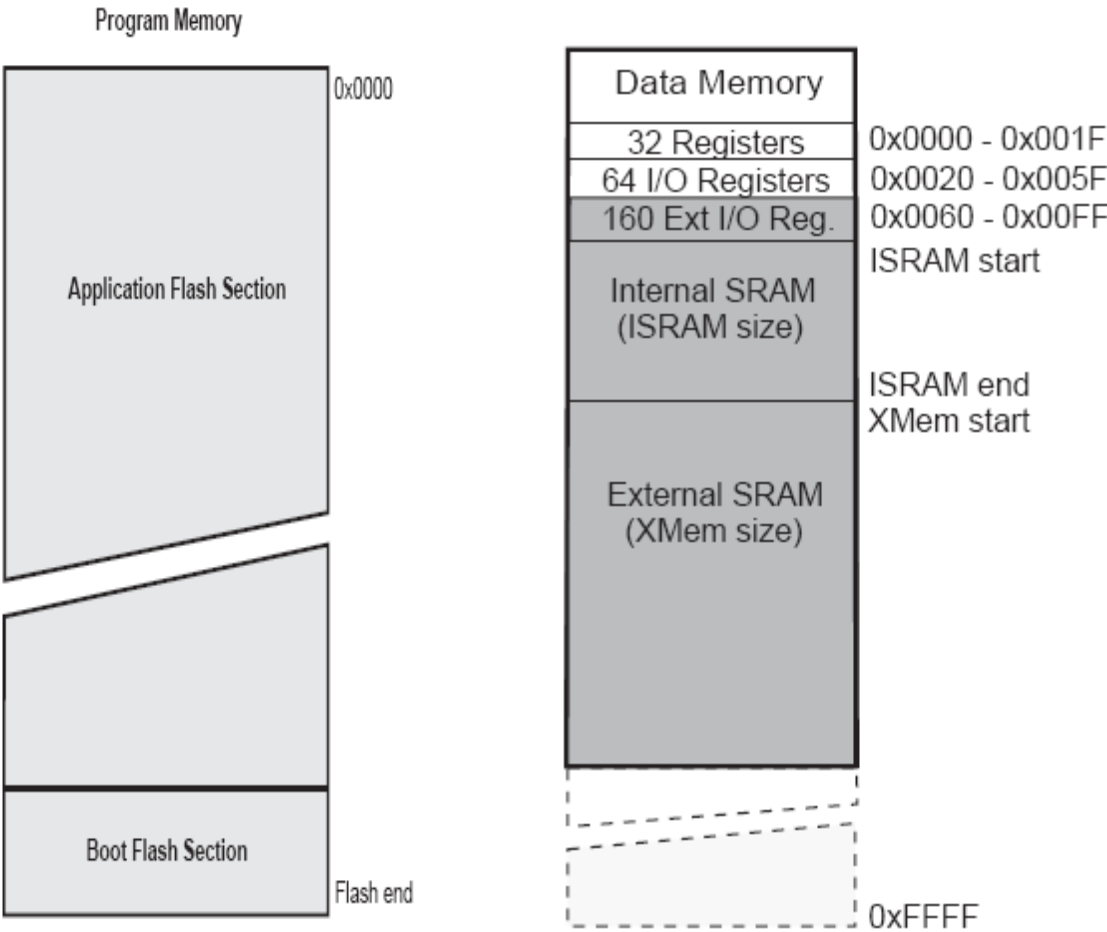 Program Memory
0x0000
Application Flash Section
Boot Flash Section
Flash end
Data Memory
32 Registers 0x0000 - 0x001F
64 I/O Registers 0x0020 - 0x005F
160 Ext I/O Reg. 0x0060 - 0x00FF
ISRAM start
Internal SRAM
(ISRAM size)
ISRAM end
XMem start
External SRAM
(XMem size)
0xFFFF